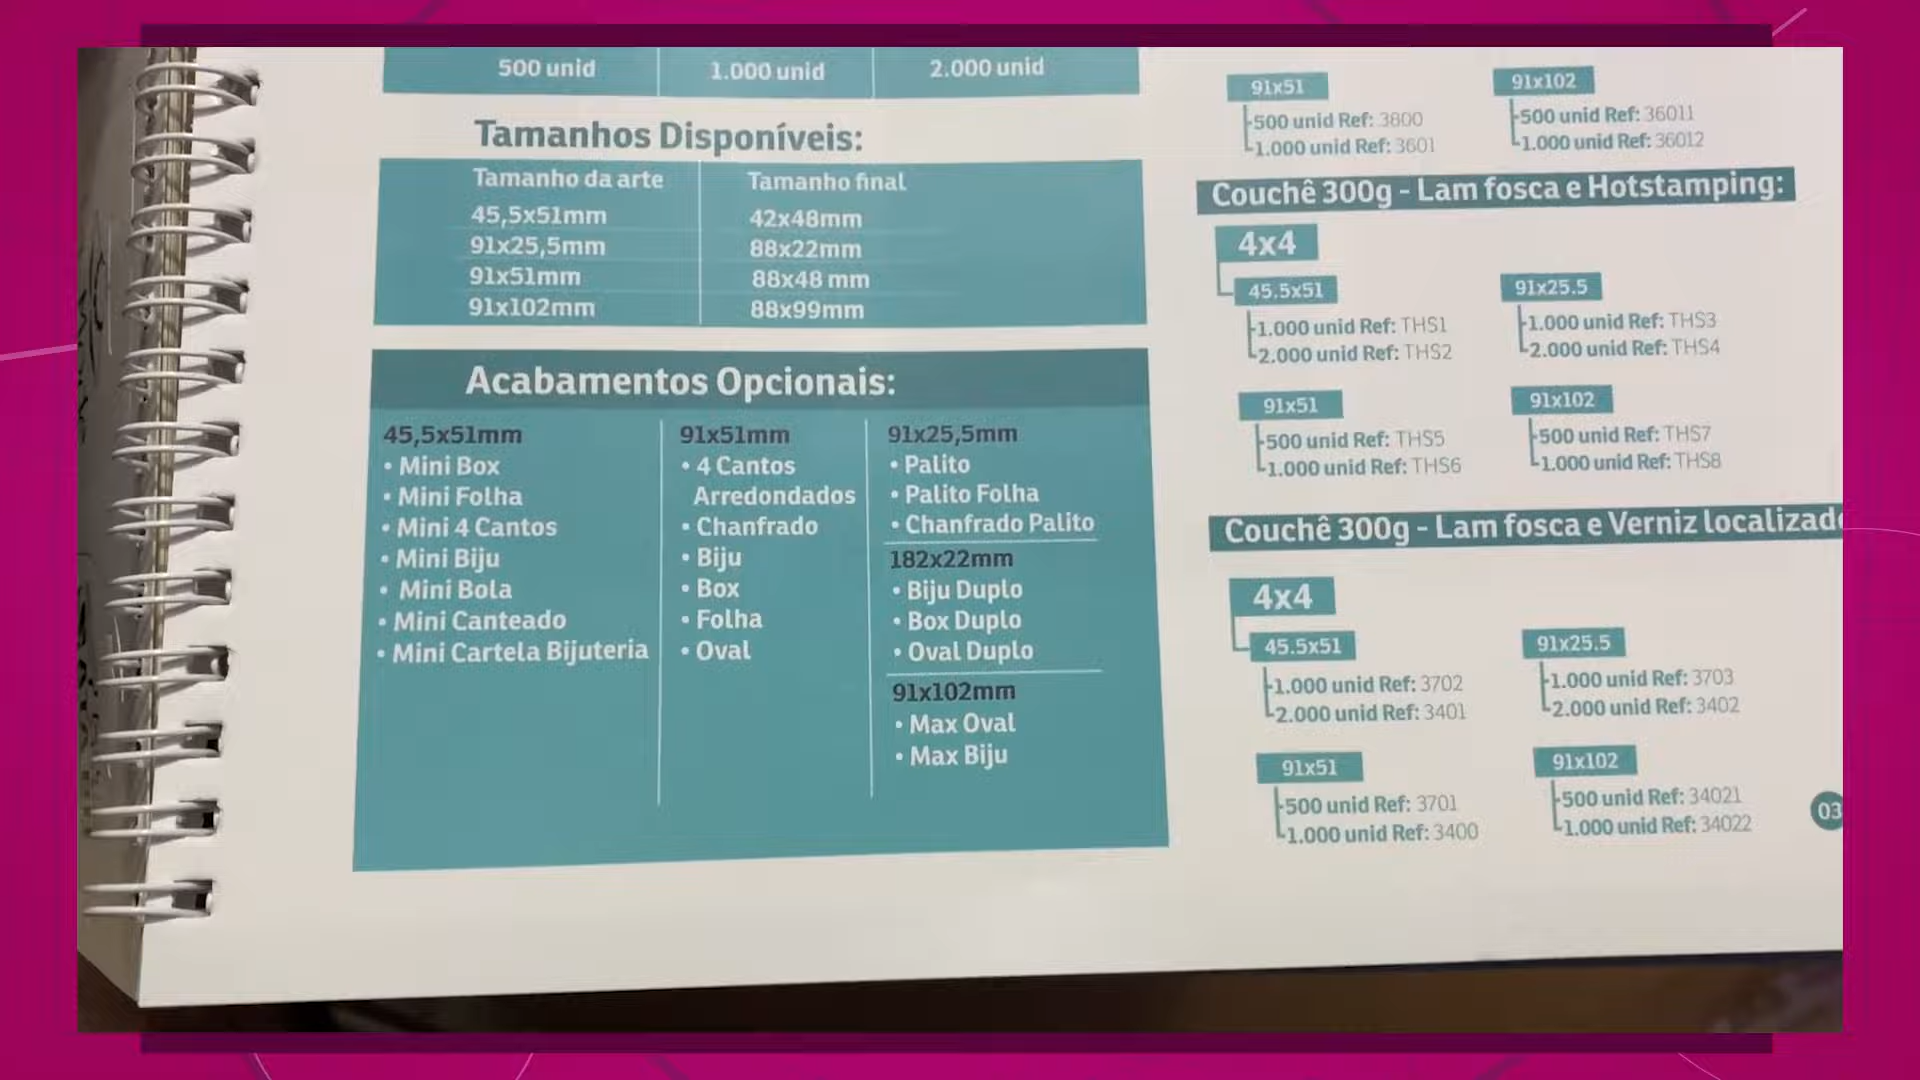 500 unid 1.000 unid 2.000 unid
Tamanhos Disponíveis:
Tamanho da arte Tamanho final
45,5x51mm 42x48mm
91x25,5mm 88x22mm
91x51mm 88x48 mm
91x102mm 88x99mm
Acabamentos Opcionais:
45,5x51mm
• Mini Box
• Mini Folha
• Mini 4 Cantos
• Mini Biju
• Mini Bola
• Mini Canteado
• Mini Cartela Bijuteria
91x51mm
• 4 Cantos
Arredondados
• Chanfrado
• Biju
• Box
• Folha
• Oval
91x25,5mm
• Palito
• Palito Folha
• Chanfrado Palito
182x22mm
• Biju Duplo
• Box Duplo
• Oval Duplo
91x102mm
• Max Oval
• Max Biju
91x51
500 unid Ref: 3800
1.000 unid Ref: 3601
91x102
500 unid Ref: 36011
1.000 unid Ref: 36012
Couchê 300g - Lam fosca e Hotstamping:
4x4
45.5x51
1.000 unid Ref: THS1
2.000 unid Ref: THS2
91x25.5
1.000 unid Ref: THS3
2.000 unid Ref: THS4
91x51
500 unid Ref: THS5
1.000 unid Ref: THS6
91x102
500 unid Ref: THS7
1.000 unid Ref: THS8
Couchê 300g - Lam fosca e Verniz localizad
4x4
45.5x51
1.000 unid Ref: 3702
2.000 unid Ref: 3401
91x25.5
1.000 unid Ref: 3703
2.000 unid Ref: 3402
91x51
500 unid Ref: 3701
1.000 unid Ref: 3400
91x102
500 unid Ref: 34021
1.000 unid Ref: 34022
03